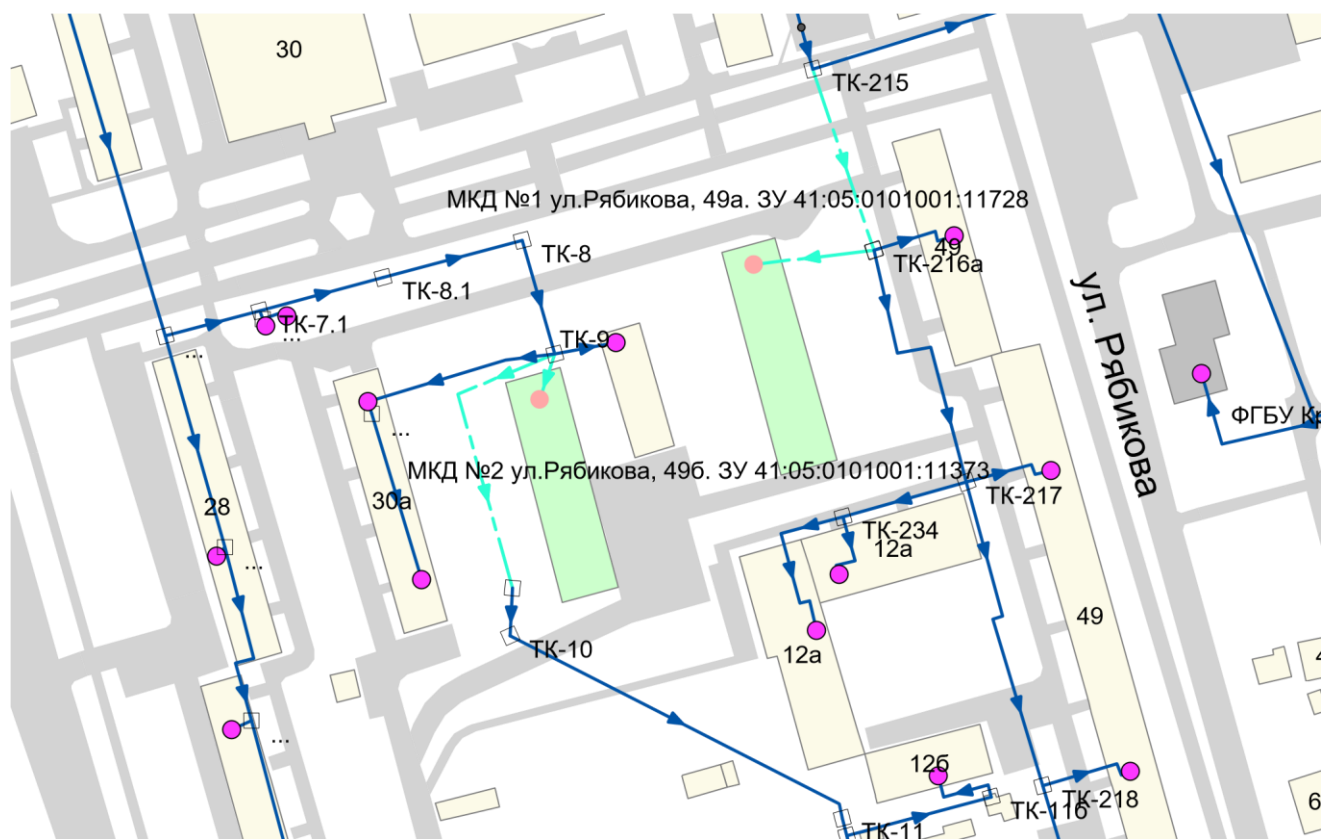 30
ТК-215
МКД №1 ул.Рябикова, 49а. ЗУ 41:05:0101001:11728
ТК-8
49
ТК-216а
ТК-8.1
ул. Рябикова
ТК-7.1
...
ТК-9
...
ФГБУ Кр
...
МКД №2 ул.Рябикова, 49б. ЗУ 41:05:0101001:11373
ТК-217
28
30а
ТК-234
12а
...
49
ТК-10
12а
...
12б
ТК-11б
ТК-218
ТК-11
6